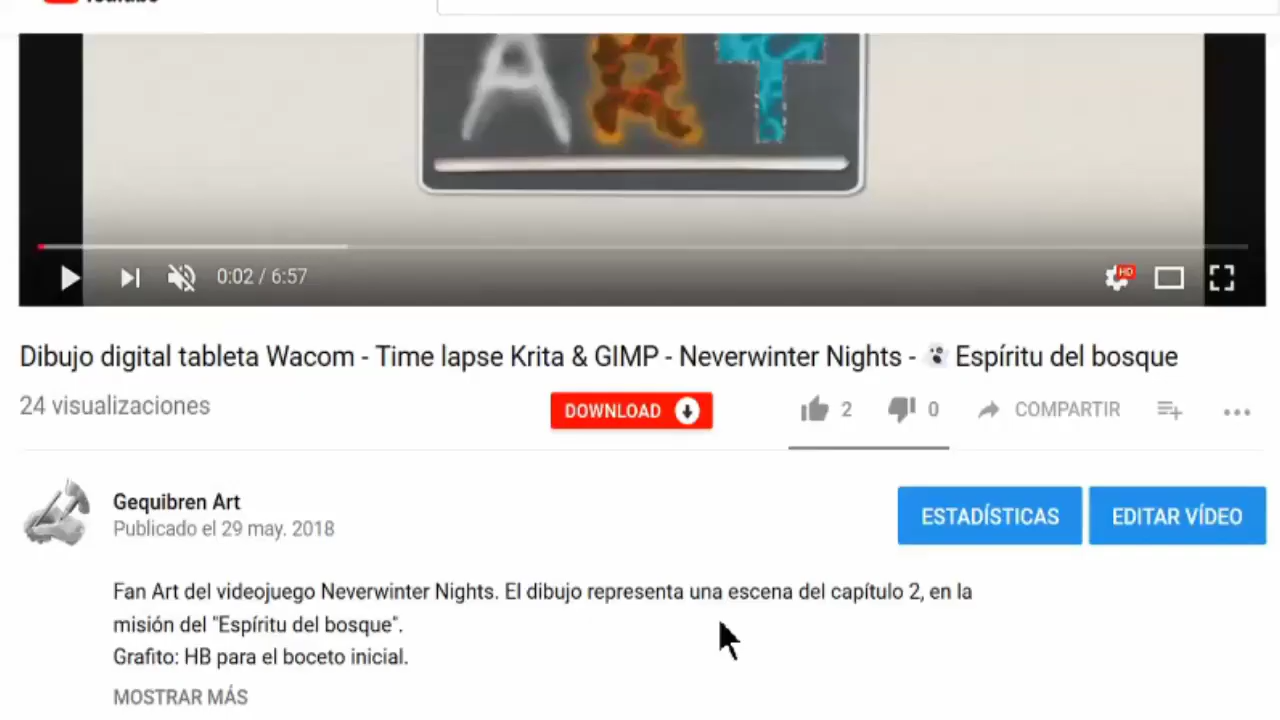 YouTube
ART
0:02 / 6:57
HD
Dibujo digital tableta Wacom - Time lapse Krita & GIMP - Neverwinter Nights - Espíritu del bosque
24 visualizaciones
DOWNLOAD
2
0
COMPARTIR
Gequibren Art
Publicado el 29 may. 2018
ESTADÍSTICAS
EDITAR VÍDEO
Fan Art del videojuego Neverwinter Nights. El dibujo representa una escena del capítulo 2, en la
misión del "Espíritu del bosque".
Grafito: HB para el boceto inicial.
MOSTRAR MÁS